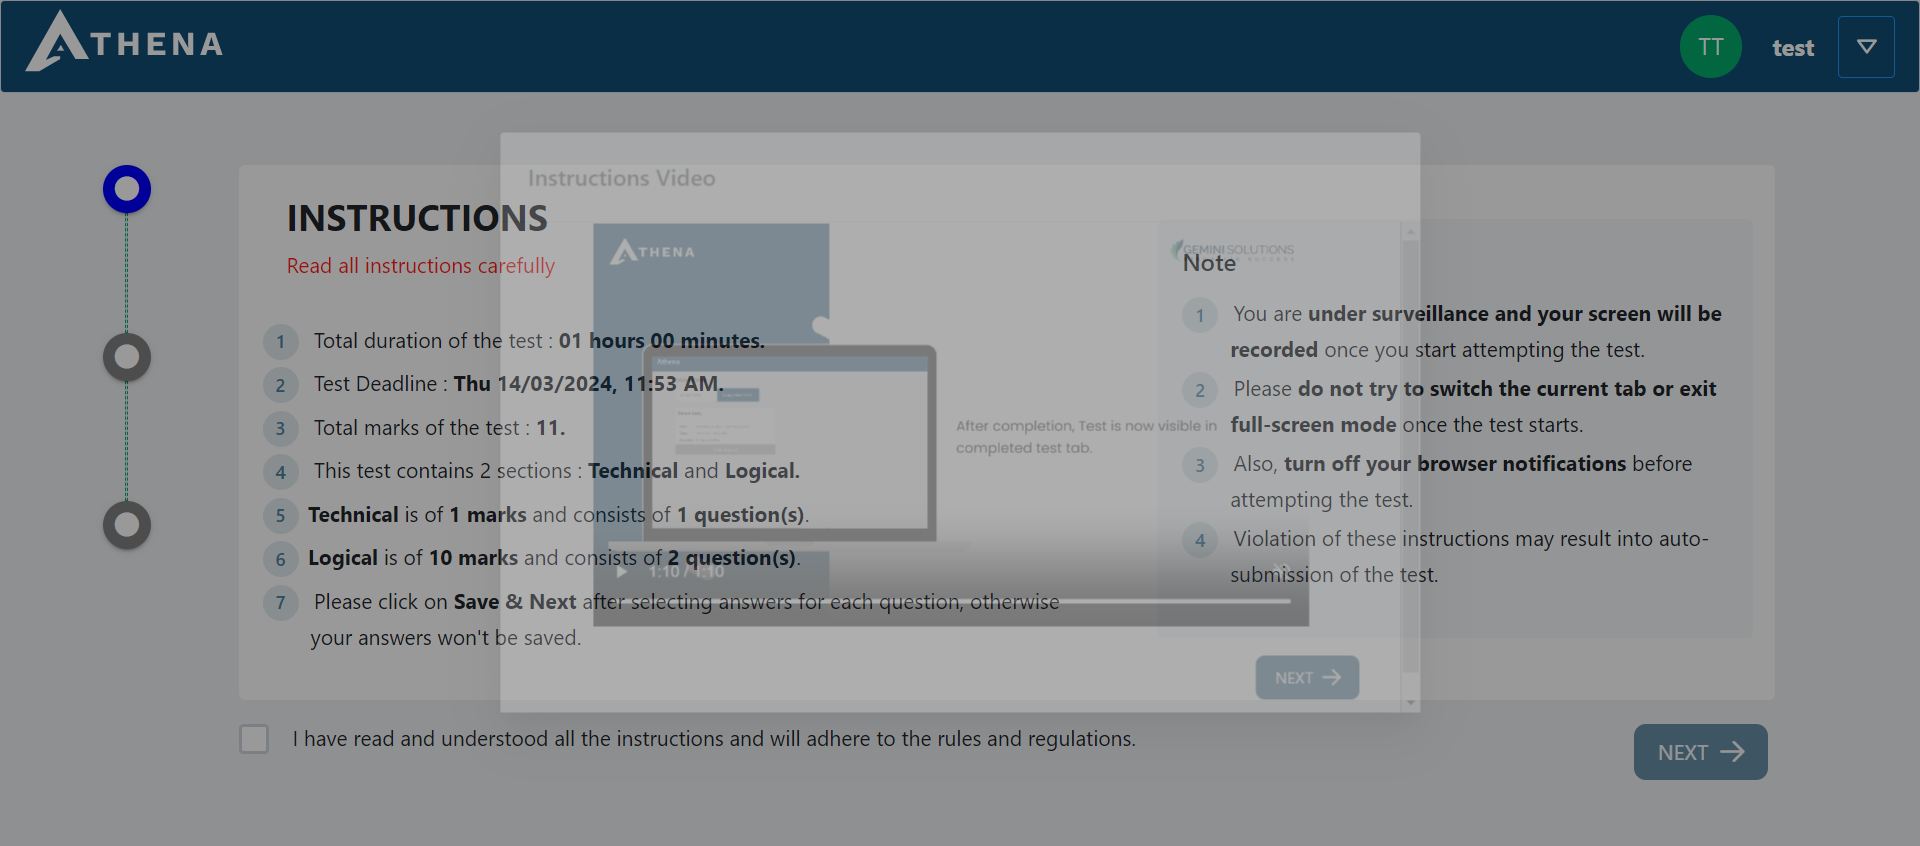 ATHENA
TT
test
Instructions Video
INSTRUCTIONS
Read all instructions carefully
1 Total duration of the test : 01 hours 00 minutes.
2 Test Deadline : Thu 14/03/2024, 11:53 AM.
3 Total marks of the test : 11.
4 This test contains 2 sections : Technical and Logical.
5 Technical is of 1 marks and consists of 1 question(s).
6 Logical is of 10 marks and consists of 2 question(s).
7 Please click on Save & Next after selecting answers for each question, otherwise
your answers won't be saved.
ATHENA
Athena
After completion, Test is now visible in
completed test tab.
1:10 / 1:10
GEMINI SOLUTIONS
Note
1 You are under surveillance and your screen will be
recorded once you start attempting the test.
2 Please do not try to switch the current tab or exit
full-screen mode once the test starts.
3 Also, turn off your browser notifications before
attempting the test.
4 Violation of these instructions may result into auto-
submission of the test.
NEXT
I have read and understood all the instructions and will adhere to the rules and regulations.
NEXT